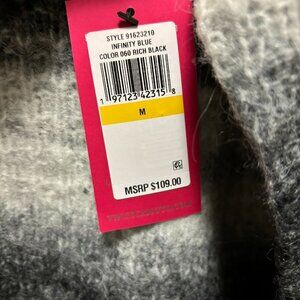 STYLE 91623210
INFINITY BLUE
COLOR 060 RICH BLACK
1 97123 42315 8
M
MSRP $109.00